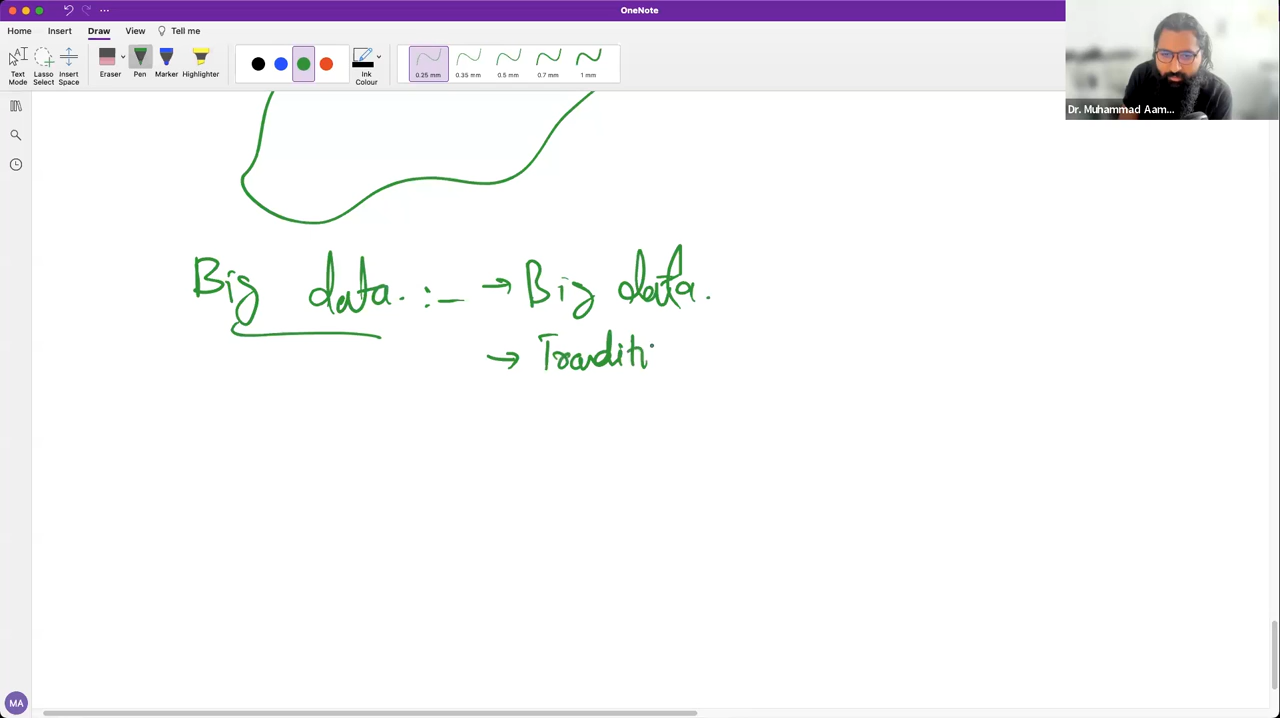 OneNote
Home Insert Draw View Tell me
Text Mode
Lasso Select
Insert Space
Eraser
Pen
Marker
Highlighter
Ink Colour
0.25 mm 0.35 mm 0.5 mm 0.7 mm 1 mm
Dr. Muhammad Aam...
Big data. :- → Big data.
→ Traditi
MA